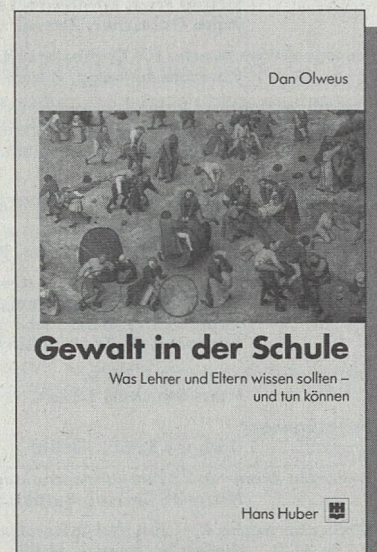 Dan Olweus
Gewalt in der Schule
Was Lehrer und Eltern wissen sollten –
und tun können
Hans Huber